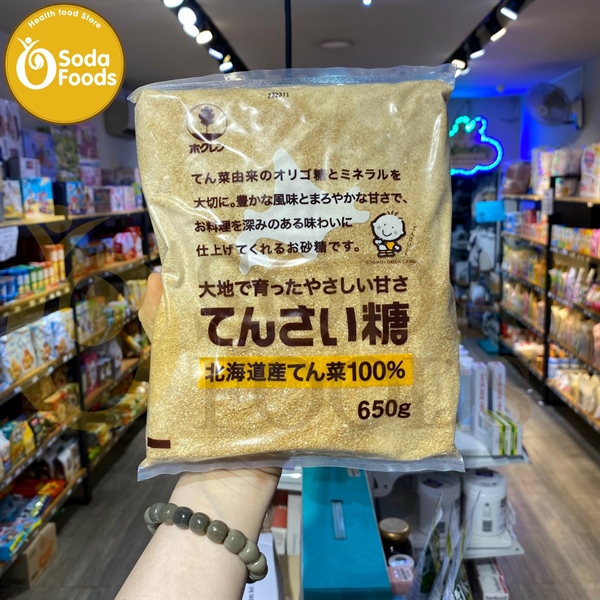 Health food Store
Soda
Foods
ホクレン
てん菜由来のオリゴ糖とミネラルを
大切に。豊かな風味とまろやかな甘さで、
お料理を深みのある味わいに
仕上げてくれるお砂糖です。
大地で育ったやさしい甘さ
てんさい糖
北海道産てん菜100%
650g